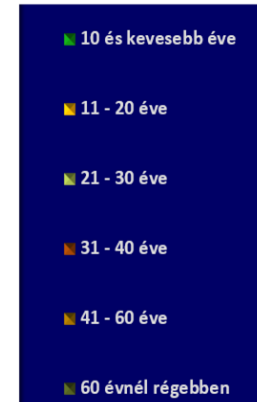 10 és kevesebb éve
11 - 20 éve
21 - 30 éve
31 - 40 éve
41 - 60 éve
60 évnél régebben